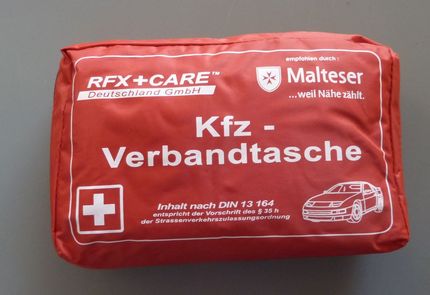 RFX+CARE™
Deutschland GmbH
empfohlen durch:
Malteser
...weil Nähe zählt.
Kfz -
Verbandtasche
Inhalt nach DIN 13 164
entspricht der Vorschrift des § 35 h
der Strassenverkehrszulassungsordnung